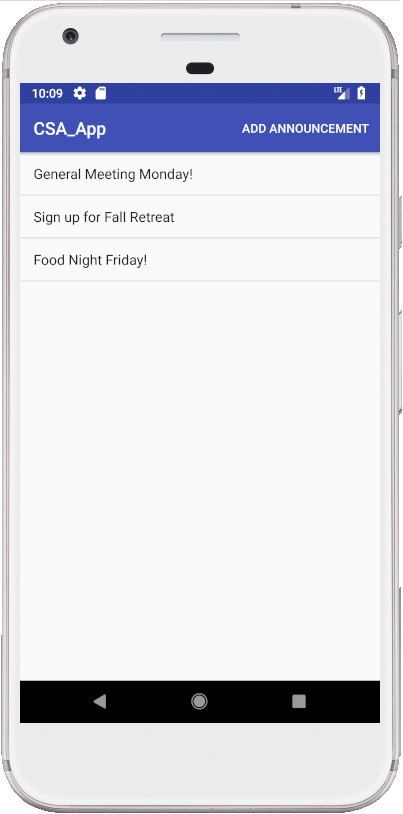 10:09 LTE
CSA_App ADD ANNOUNCEMENT
General Meeting Monday!
Sign up for Fall Retreat
Food Night Friday!